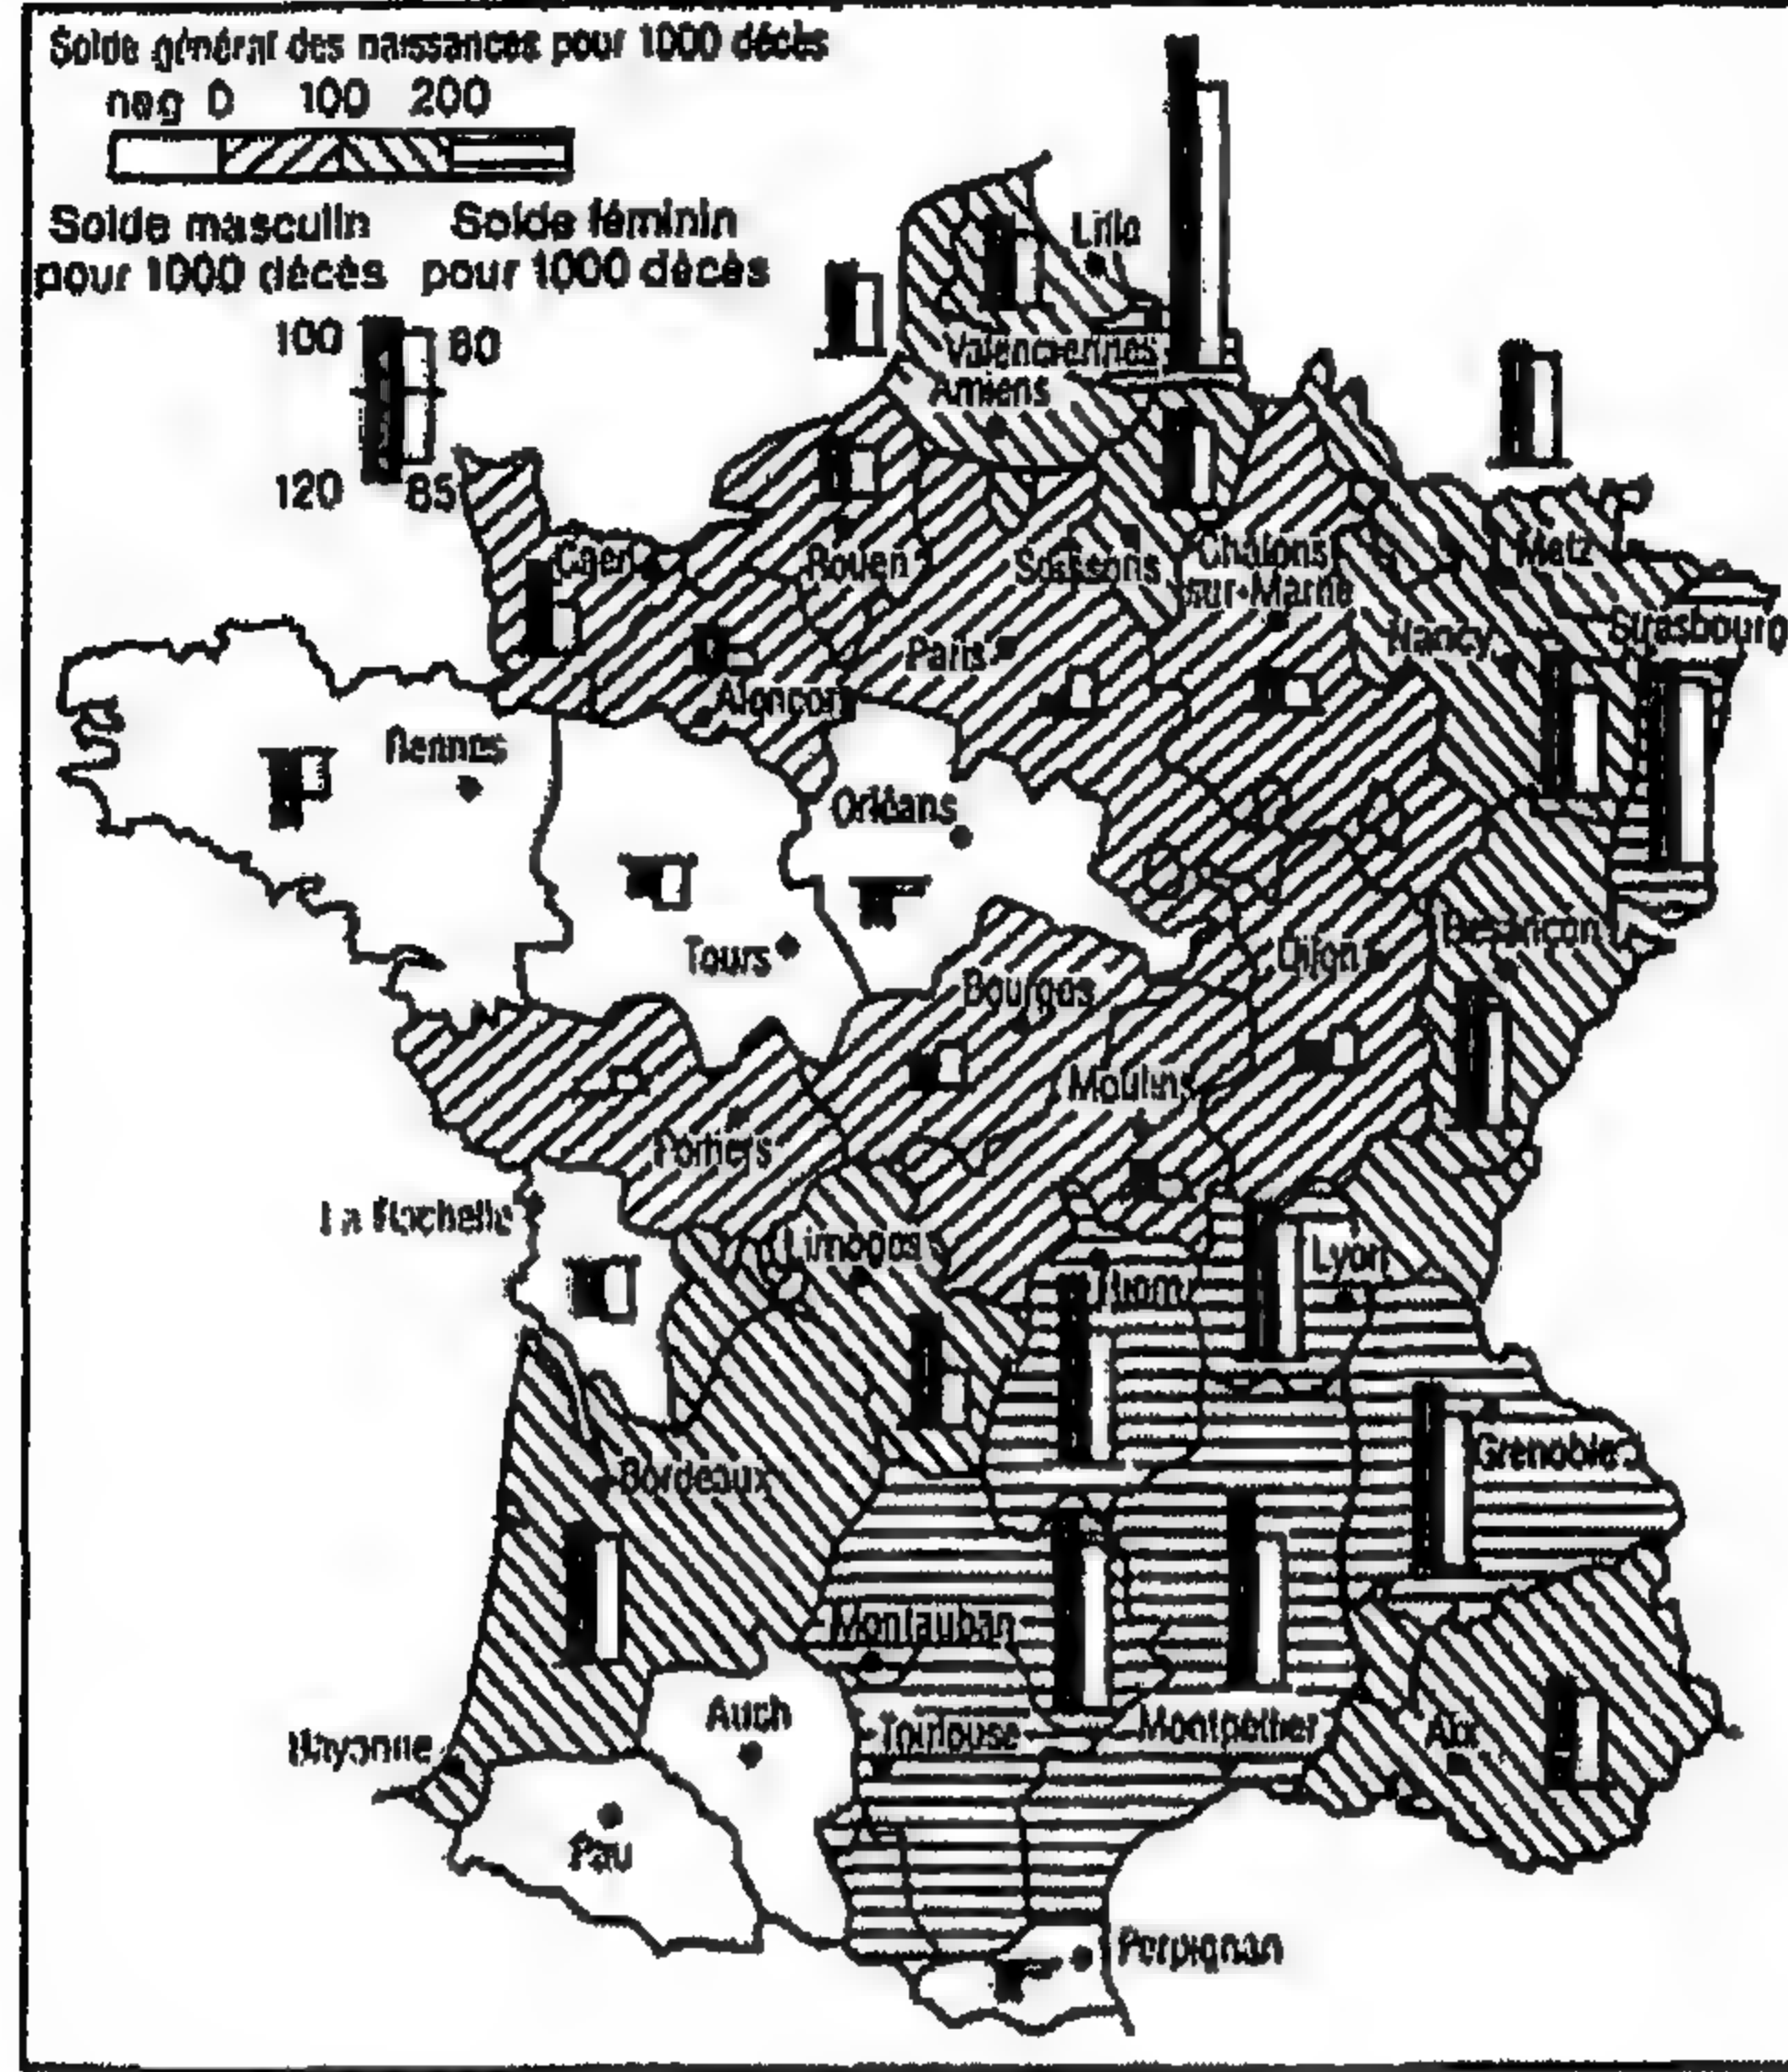 Solde général des naissances pour 1000 décès
neg 0 100 200
Solde masculin pour 1000 décès
Solde féminin pour 1000 décès
100 80
120 85
Lille
Valenciennes
Amiens
Caen
Rouen
Soissons
Chalons sur-Marne
Metz
Nancy
Strasbourg
Paris
Alençon
Rennes
Orléans
Tours
Bourges
Dijon
Besançon
Moulins
Poitiers
La Rochelle
Limoges
Riom
Lyon
Grenoble
Bordeaux
Montauban
Auch
Toulouse
Montpellier
Aix
Bayonne
Pau
Perpignan